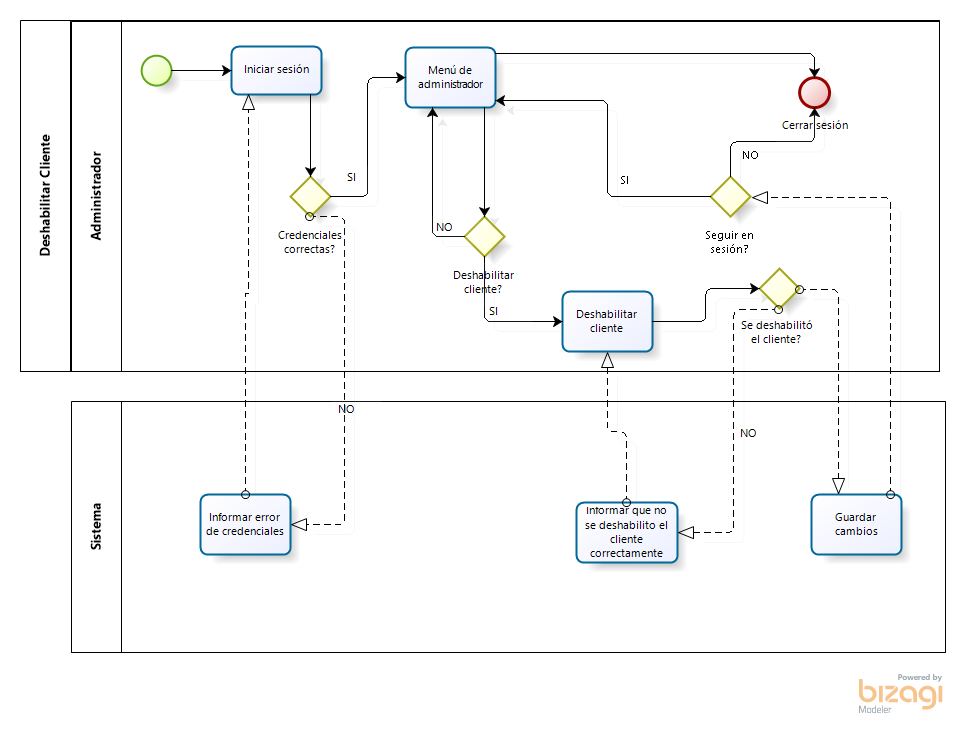 Deshabilitar Cliente
Administrador
Iniciar sesión
Menú de
administrador
Cerrar sesión
NO
SI
SI
Credenciales
correctas?
NO
Seguir en
sesión?
Deshabilitar
cliente?
SI
Deshabilitar
cliente
Se deshabilitó
el cliente?
NO
NO
Sistema
Informar error
de credenciales
Informar que no
se deshabilito el
cliente
correctamente
Guardar
cambios
Powered by
bizagi
Modeler